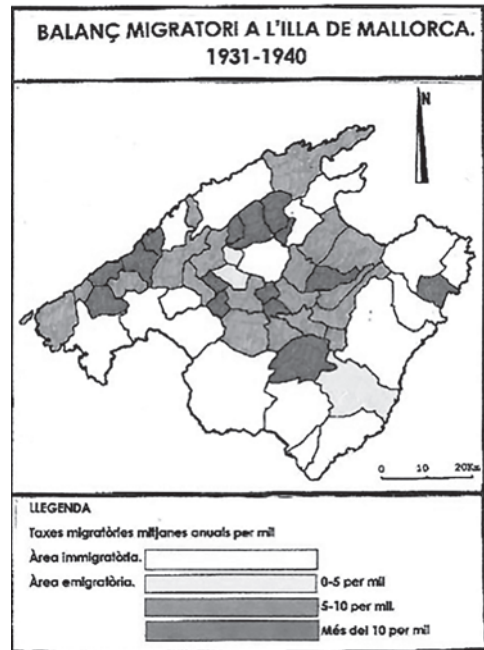 BALANÇ MIGRATORI A L'ILLA DE MALLORCA.
1931-1940
N
0 10 20Km
LLEGENDA
Taxes migratòries mitjanes anuals per mil
Àrea immigratòria.
Àrea emigratòria. 0-5 per mil
5-10 per mil.
Més del 10 per mil